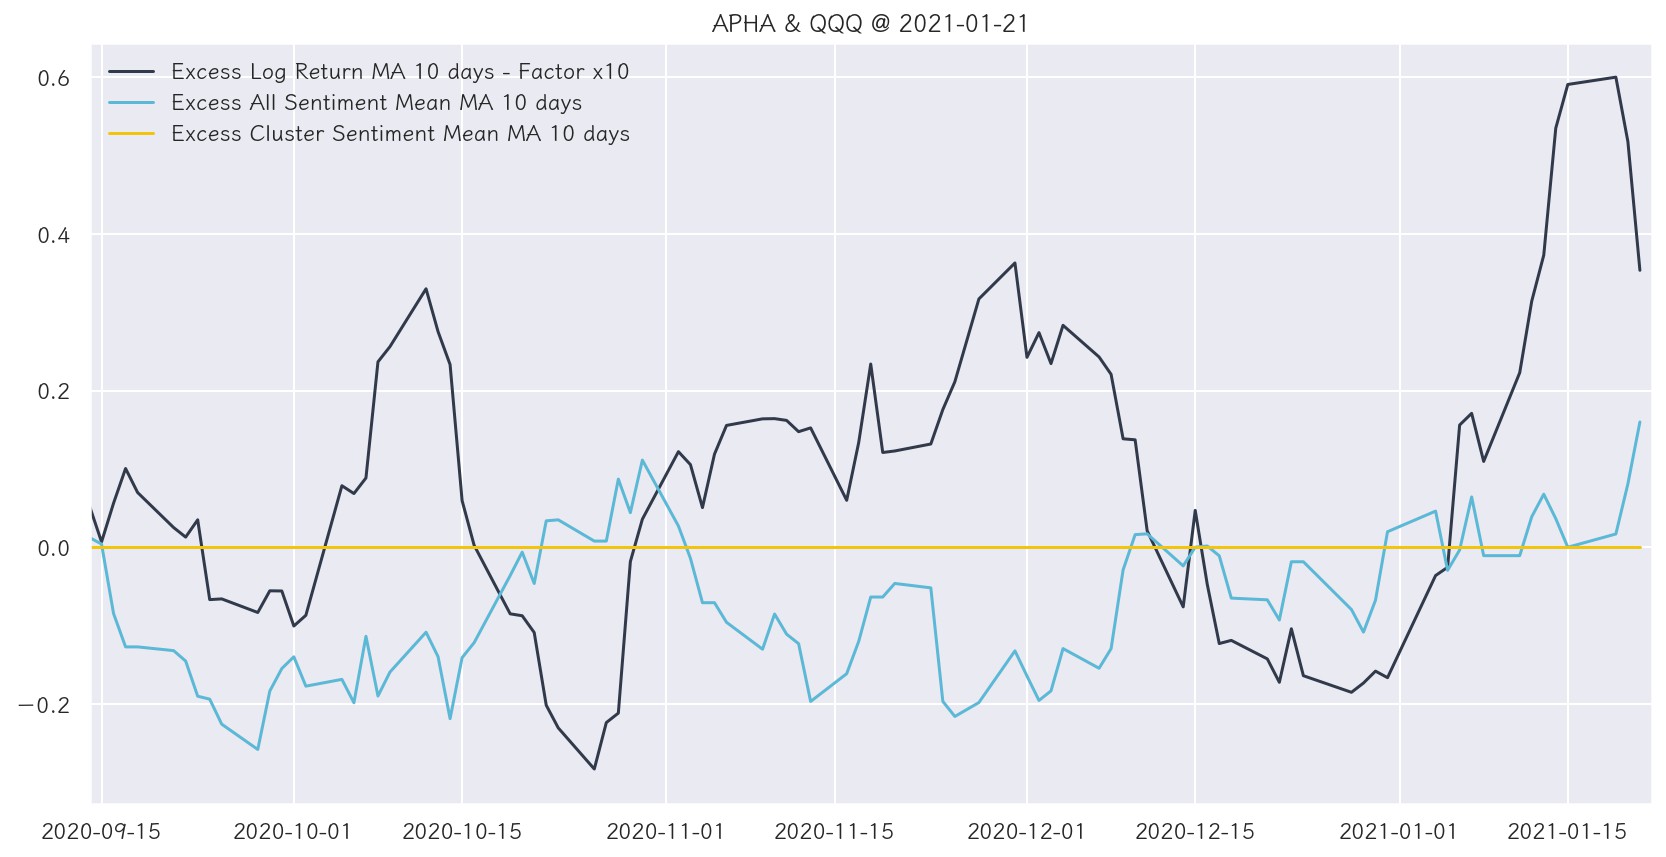 APHA & QQQ @ 2021-01-21
Excess Log Return MA 10 days - Factor x10
Excess All Sentiment Mean MA 10 days
Excess Cluster Sentiment Mean MA 10 days
0.6
0.4
0.2
0.0
−0.2
2020-09-15 2020-10-01 2020-10-15 2020-11-01 2020-11-15 2020-12-01 2020-12-15 2021-01-01 2021-01-15